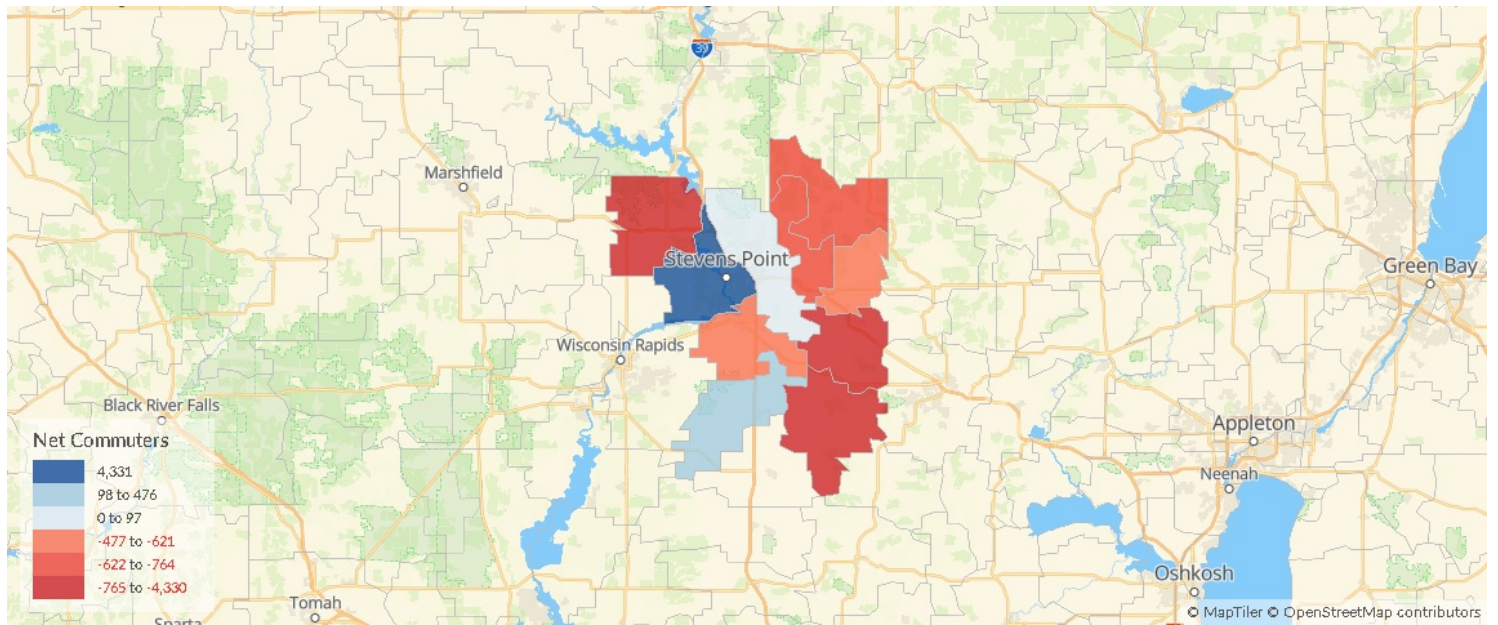 39
Marshfield
Stevens Point
Green Bay
Wisconsin Rapids
Black River Falls
Appleton
Neenah
Net Commuters
4,331
98 to 476
0 to 97
-477 to -621
-622 to -764
-765 to -4,330
Oshkosh
Tomah
© MapTiler © OpenStreetMap contributors